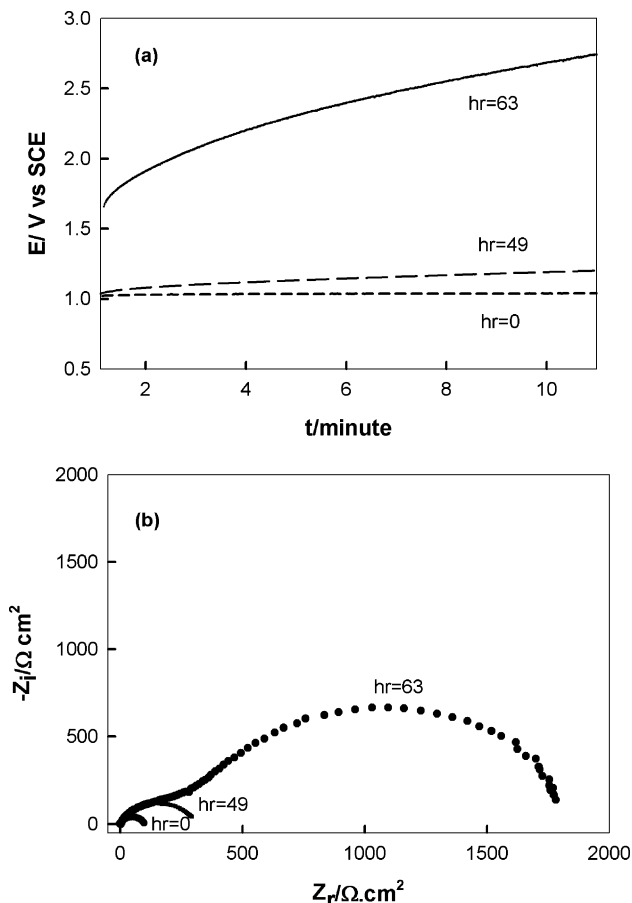 3.0
(a)
2.5
hr=63
2.0
E/ V vs SCE
1.5
hr=49
1.0
hr=0
0.5
2 4 6 8 10
t/minute
2000
(b)
1500
-Zi/Ω cm²
1000
hr=63
500
hr=49
0
hr=0
0 500 1000 1500 2000
Zr/Ω.cm²